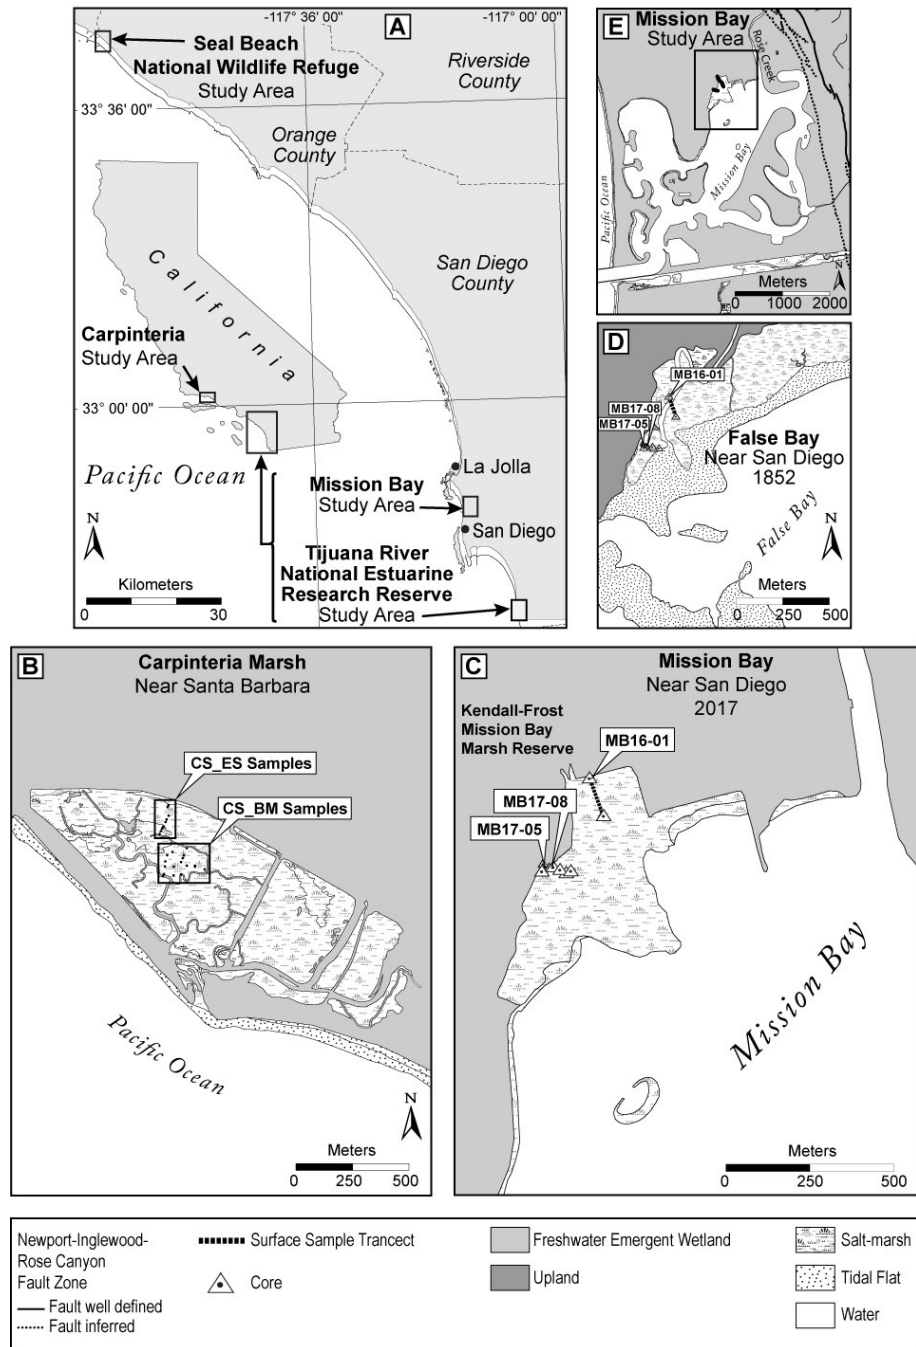 -117° 36' 00"
-117° 00' 00"
A
Seal Beach
National Wildlife Refuge
Study Area
Riverside
County
33° 36' 00"
Orange
County
California
San Diego
County
Carpinteria
Study Area
33° 00' 00"
Pacific Ocean
La Jolla
Mission Bay
Study Area
San Diego
N
Tijuana River
National Estuarine
Research Reserve
Study Area
Kilometers
0
30
E
Mission Bay
Study Area
Rose Creek
Mission Bay
Pacific Ocean
N
Meters
0 1000 2000
D
MB16-01
MB17-08
MB17-05
False Bay
Near San Diego
1852
False Bay
N
Meters
0 250 500
B
Carpinteria Marsh
Near Santa Barbara
CS_ES Samples
CS_BM Samples
Pacific Ocean
N
Meters
0 250 500
C
Mission Bay
Near San Diego
2017
Kendall-Frost
Mission Bay
Marsh Reserve
MB16-01
MB17-08
MB17-05
Mission Bay
N
Meters
0 250 500
Newport-Inglewood-
Rose Canyon
Fault Zone
Fault well defined
Fault inferred
Surface Sample Trancect
Core
Freshwater Emergent Wetland
Upland
Salt-marsh
Tidal Flat
Water